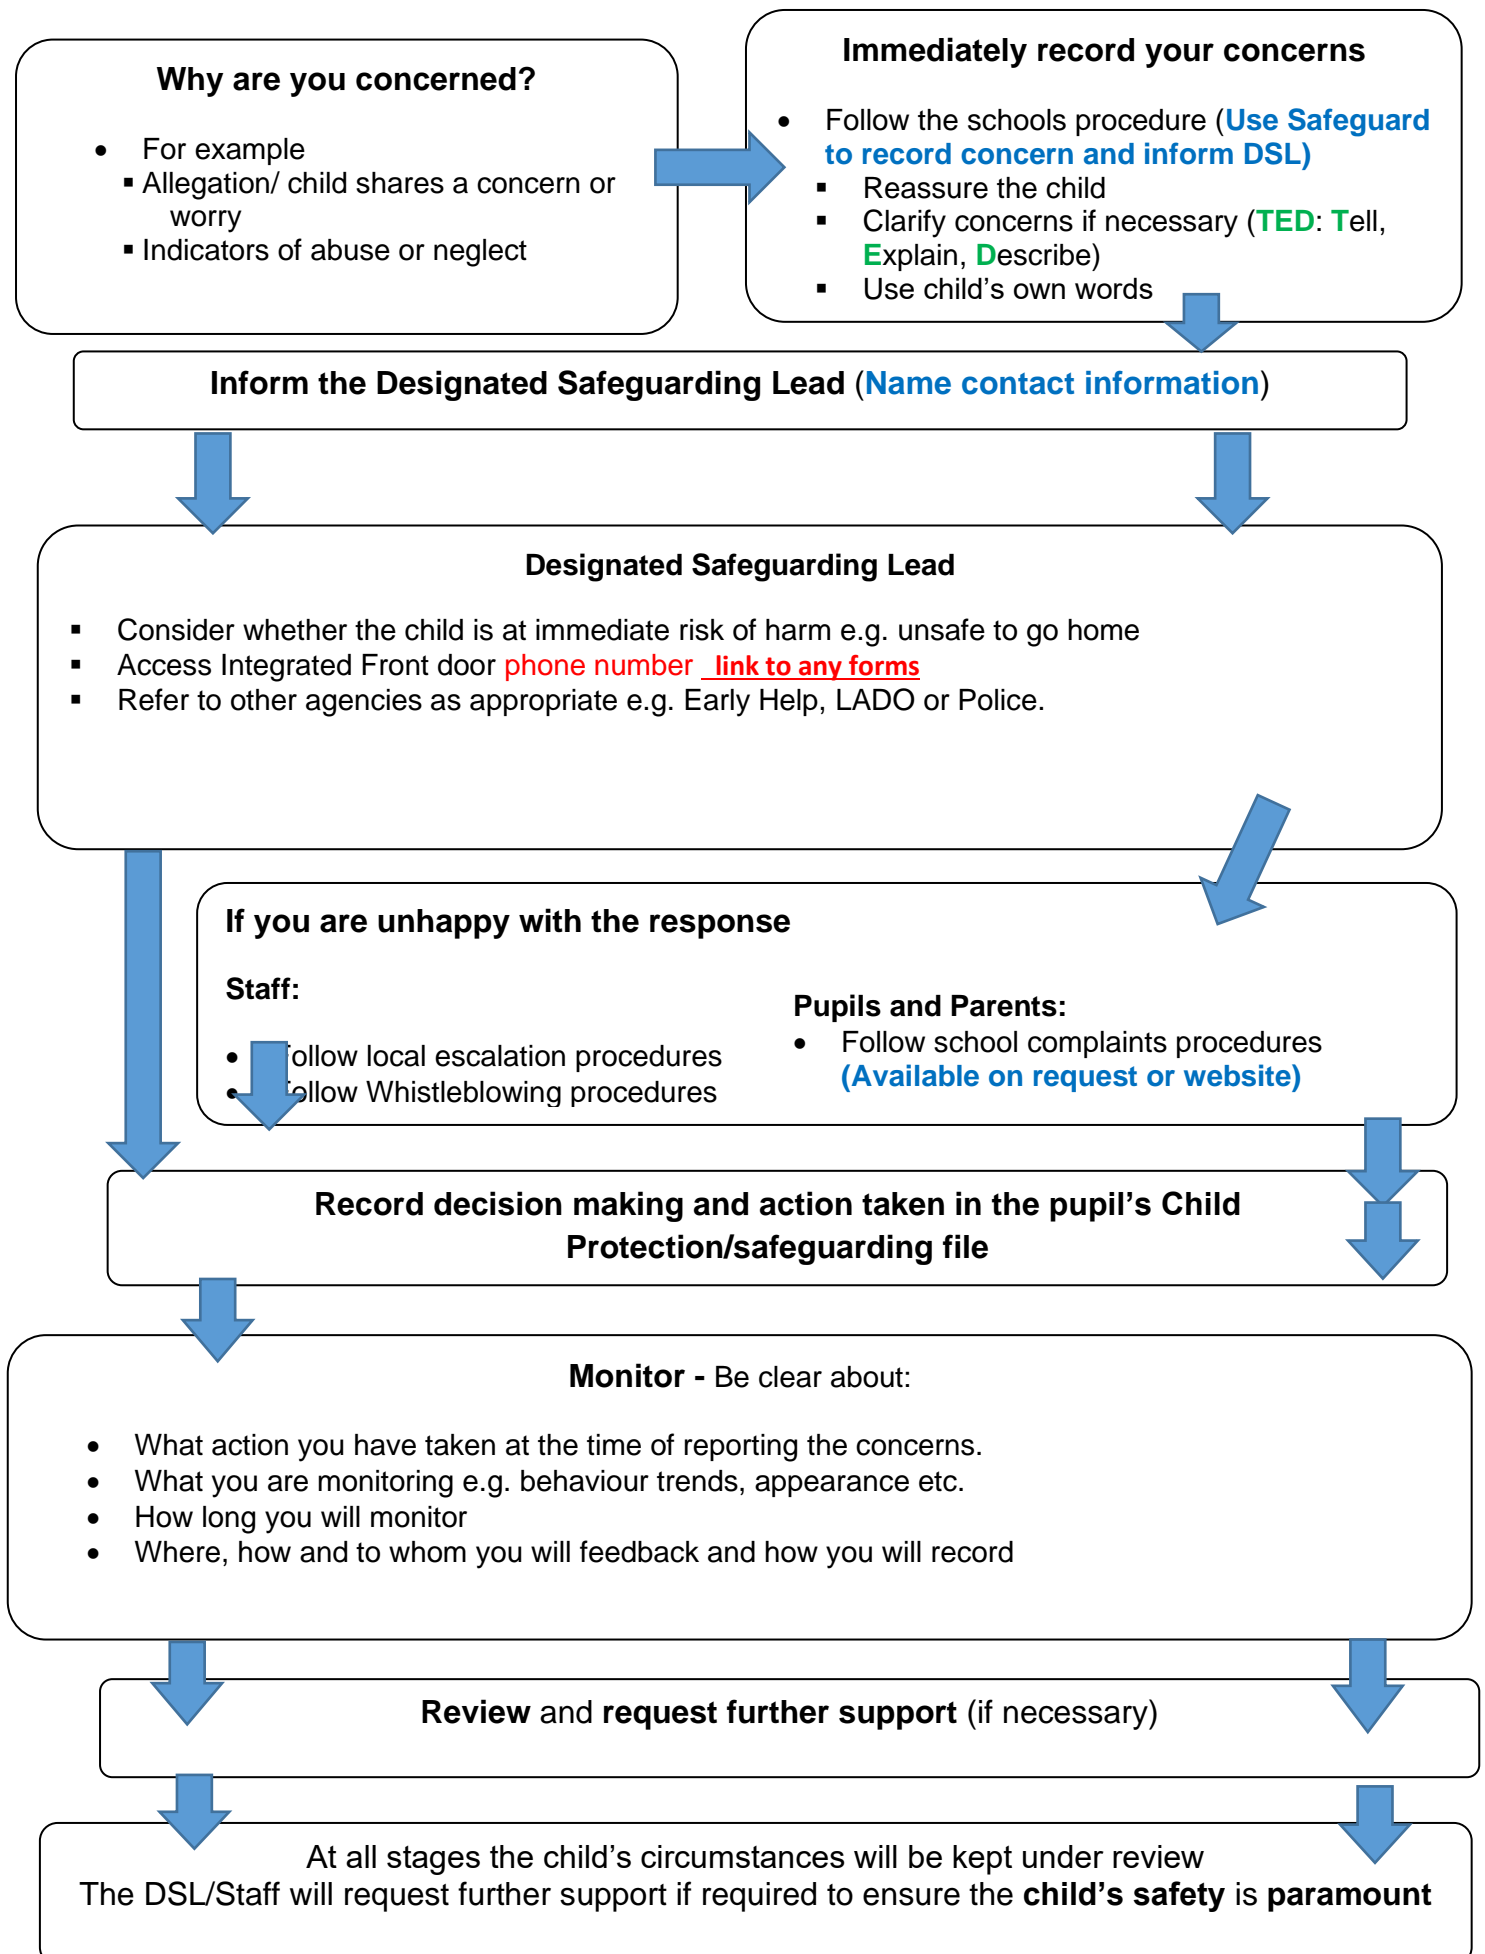 Why are you concerned?
• For example
▪ Allegation/ child shares a concern or
worry
▪ Indicators of abuse or neglect
Immediately record your concerns
• Follow the schools procedure (Use Safeguard
to record concern and inform DSL)
▪ Reassure the child
▪ Clarify concerns if necessary (TED: Tell,
Explain, Describe)
▪ Use child’s own words
Inform the Designated Safeguarding Lead (Name contact information)
Designated Safeguarding Lead
▪ Consider whether the child is at immediate risk of harm e.g. unsafe to go home
▪ Access Integrated Front door phone number link to any forms
▪ Refer to other agencies as appropriate e.g. Early Help, LADO or Police.
If you are unhappy with the response
Staff:
• Follow local escalation procedures
• Follow Whistleblowing procedures
Pupils and Parents:
• Follow school complaints procedures
(Available on request or website)
Record decision making and action taken in the pupil’s Child
Protection/safeguarding file
Monitor - Be clear about:
• What action you have taken at the time of reporting the concerns.
• What you are monitoring e.g. behaviour trends, appearance etc.
• How long you will monitor
• Where, how and to whom you will feedback and how you will record
Review and request further support (if necessary)
At all stages the child’s circumstances will be kept under review
The DSL/Staff will request further support if required to ensure the child’s safety is paramount